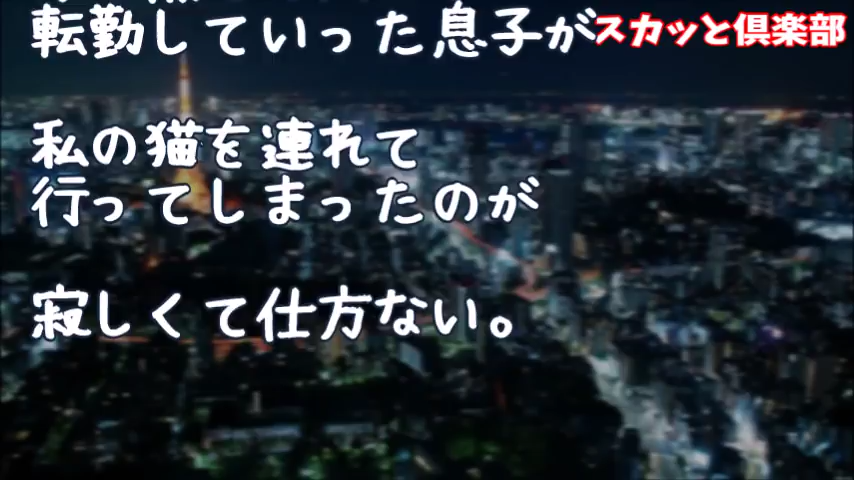 転勤していった息子が
スカッと倶楽部
私の猫を連れて
行ってしまったのが
寂しくて仕方ない。